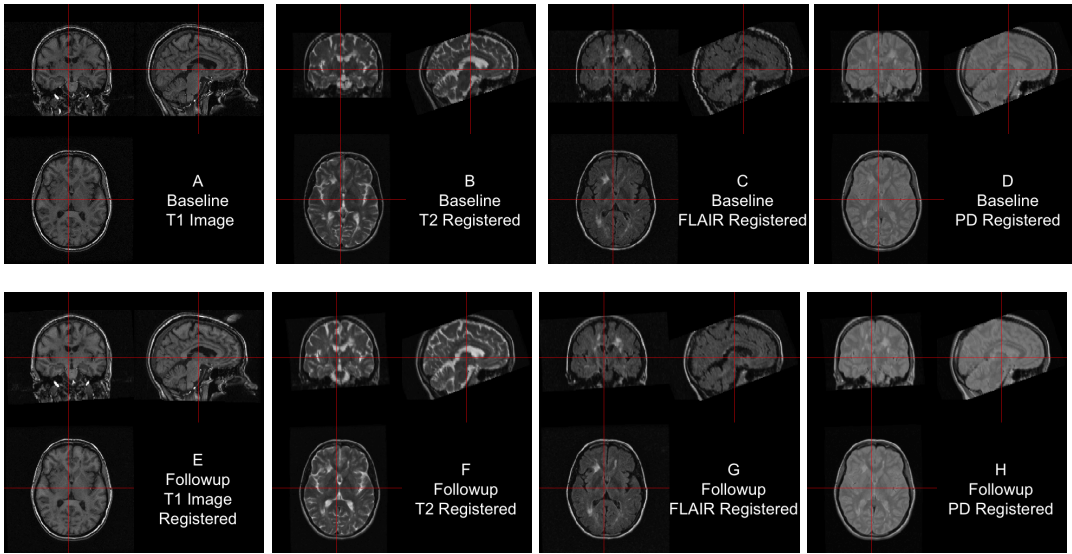 A
Baseline
T1 Image
B
Baseline
T2 Registered
C
Baseline
FLAIR Registered
D
Baseline
PD Registered
E
Followup
T1 Image
Registered
F
Followup
T2 Registered
G
Followup
FLAIR Registered
H
Followup
PD Registered